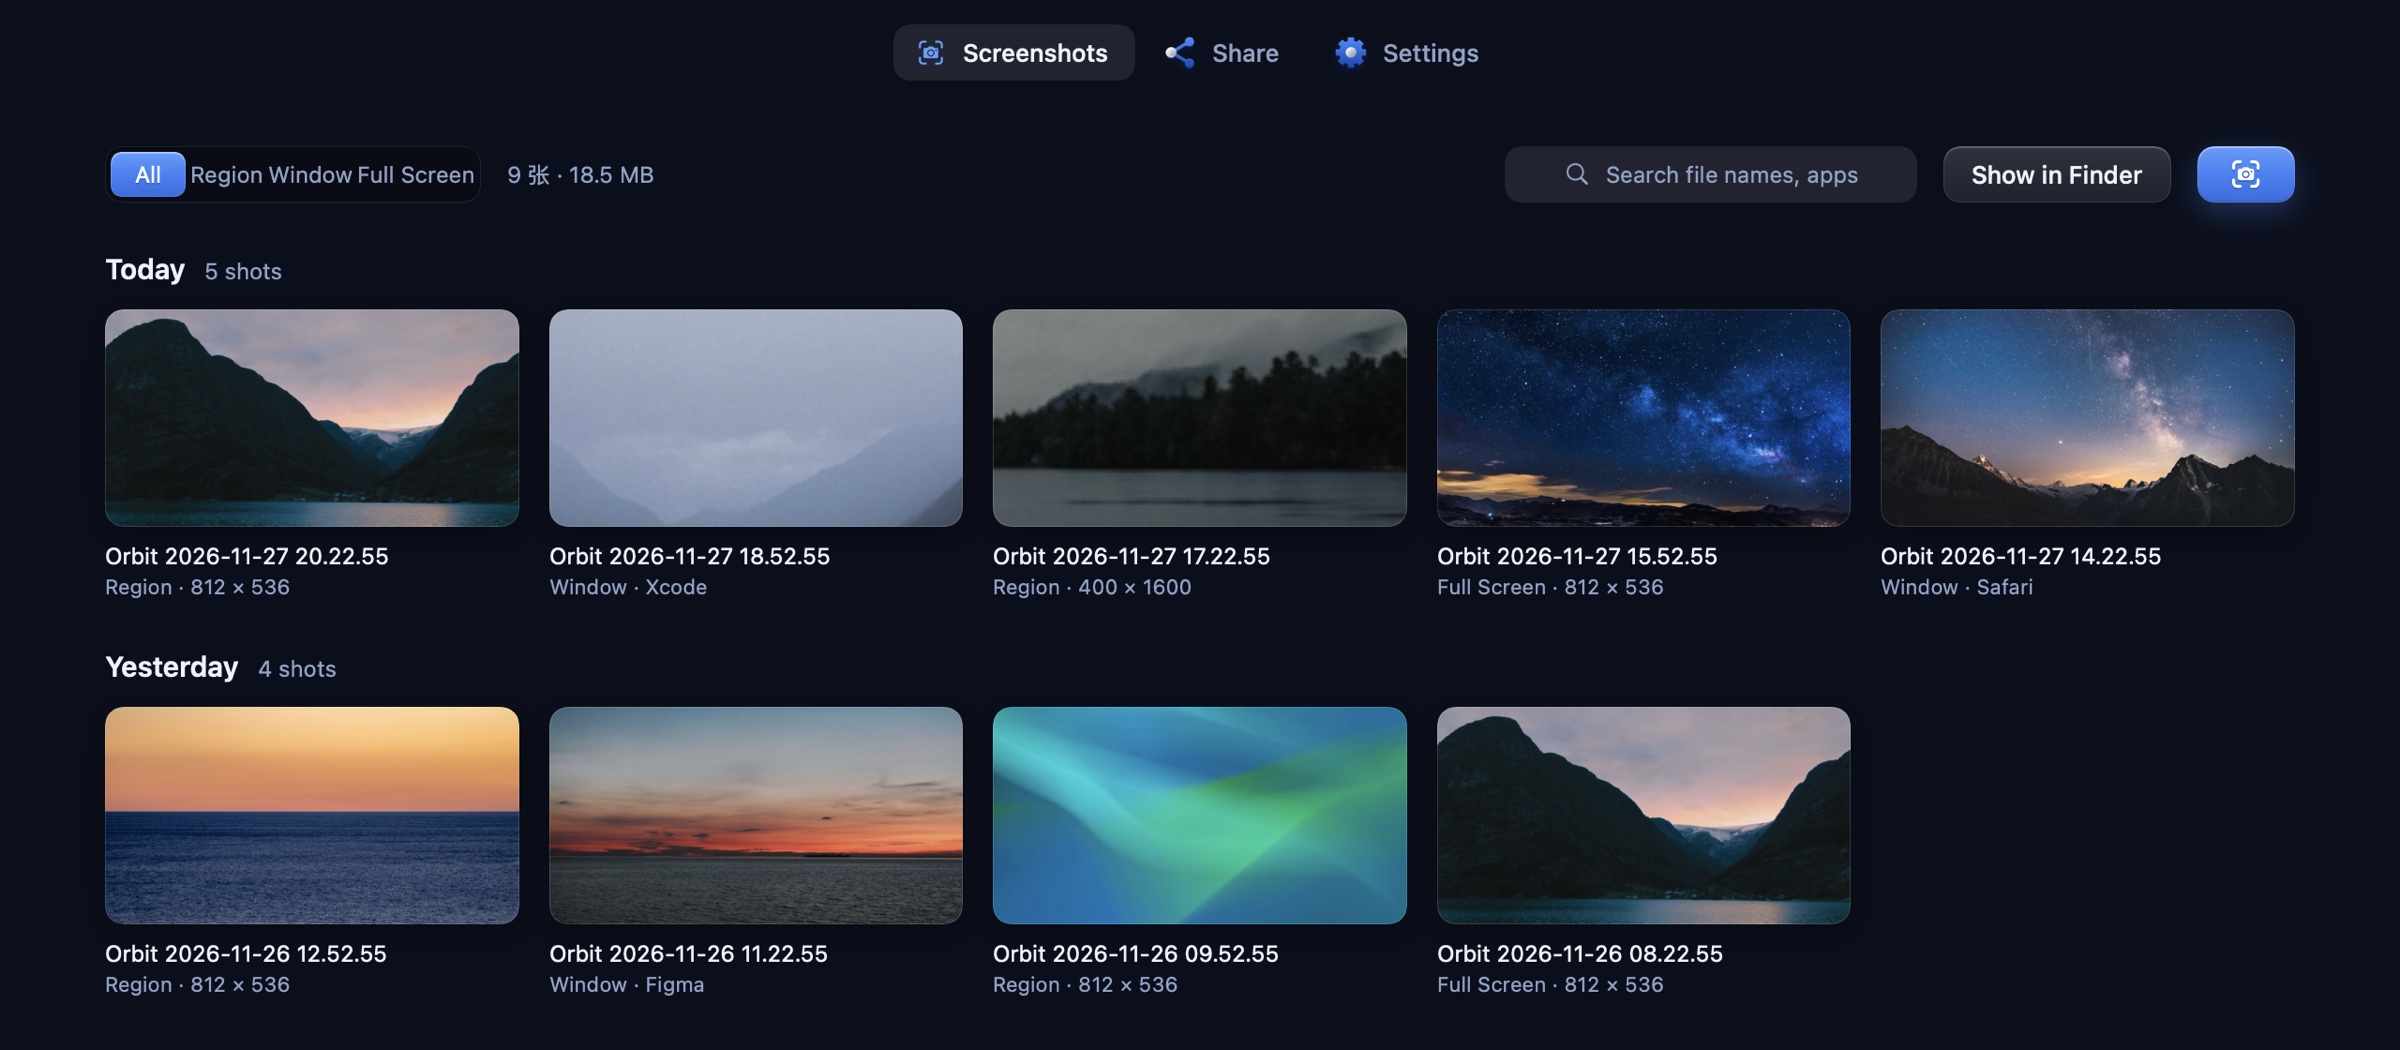 Screenshots Share Settings
All Region Window Full Screen 9 张 · 18.5 MB Search file names, apps Show in Finder
Today 5 shots
Orbit 2026-11-27 20.22.55
Region · 812 × 536
Orbit 2026-11-27 18.52.55
Window · Xcode
Orbit 2026-11-27 17.22.55
Region · 400 × 1600
Orbit 2026-11-27 15.52.55
Full Screen · 812 × 536
Orbit 2026-11-27 14.22.55
Window · Safari
Yesterday 4 shots
Orbit 2026-11-26 12.52.55
Region · 812 × 536
Orbit 2026-11-26 11.22.55
Window · Figma
Orbit 2026-11-26 09.52.55
Region · 812 × 536
Orbit 2026-11-26 08.22.55
Full Screen · 812 × 536